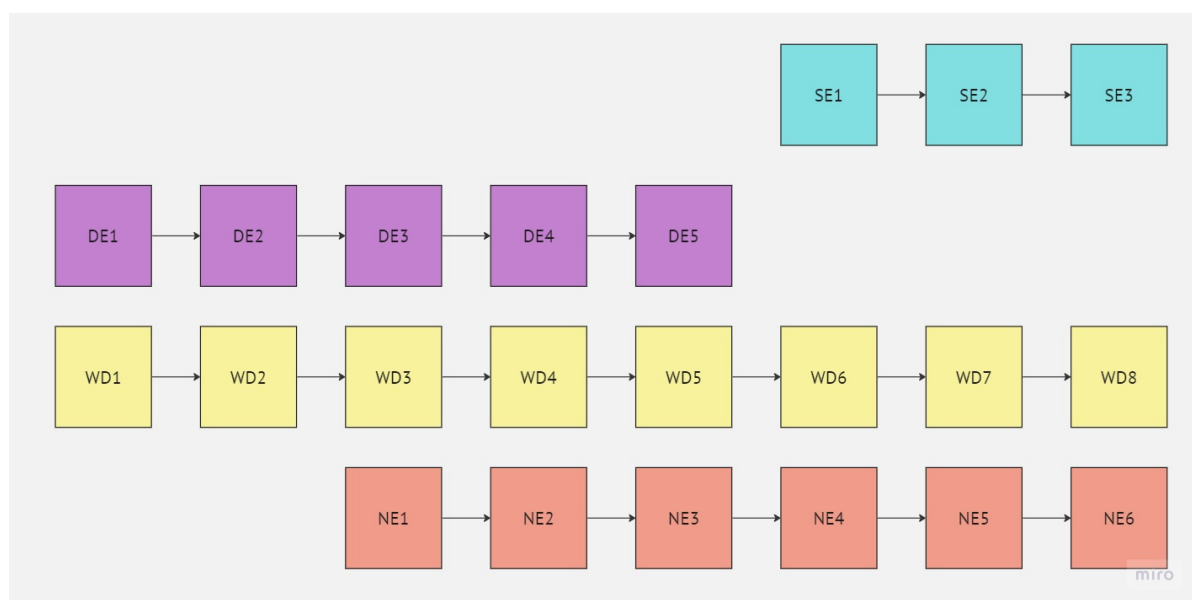 SE1 SE2 SE3
DE1 DE2 DE3 DE4 DE5
WD1 WD2 WD3 WD4 WD5 WD6 WD7 WD8
NE1 NE2 NE3 NE4 NE5 NE6
miro